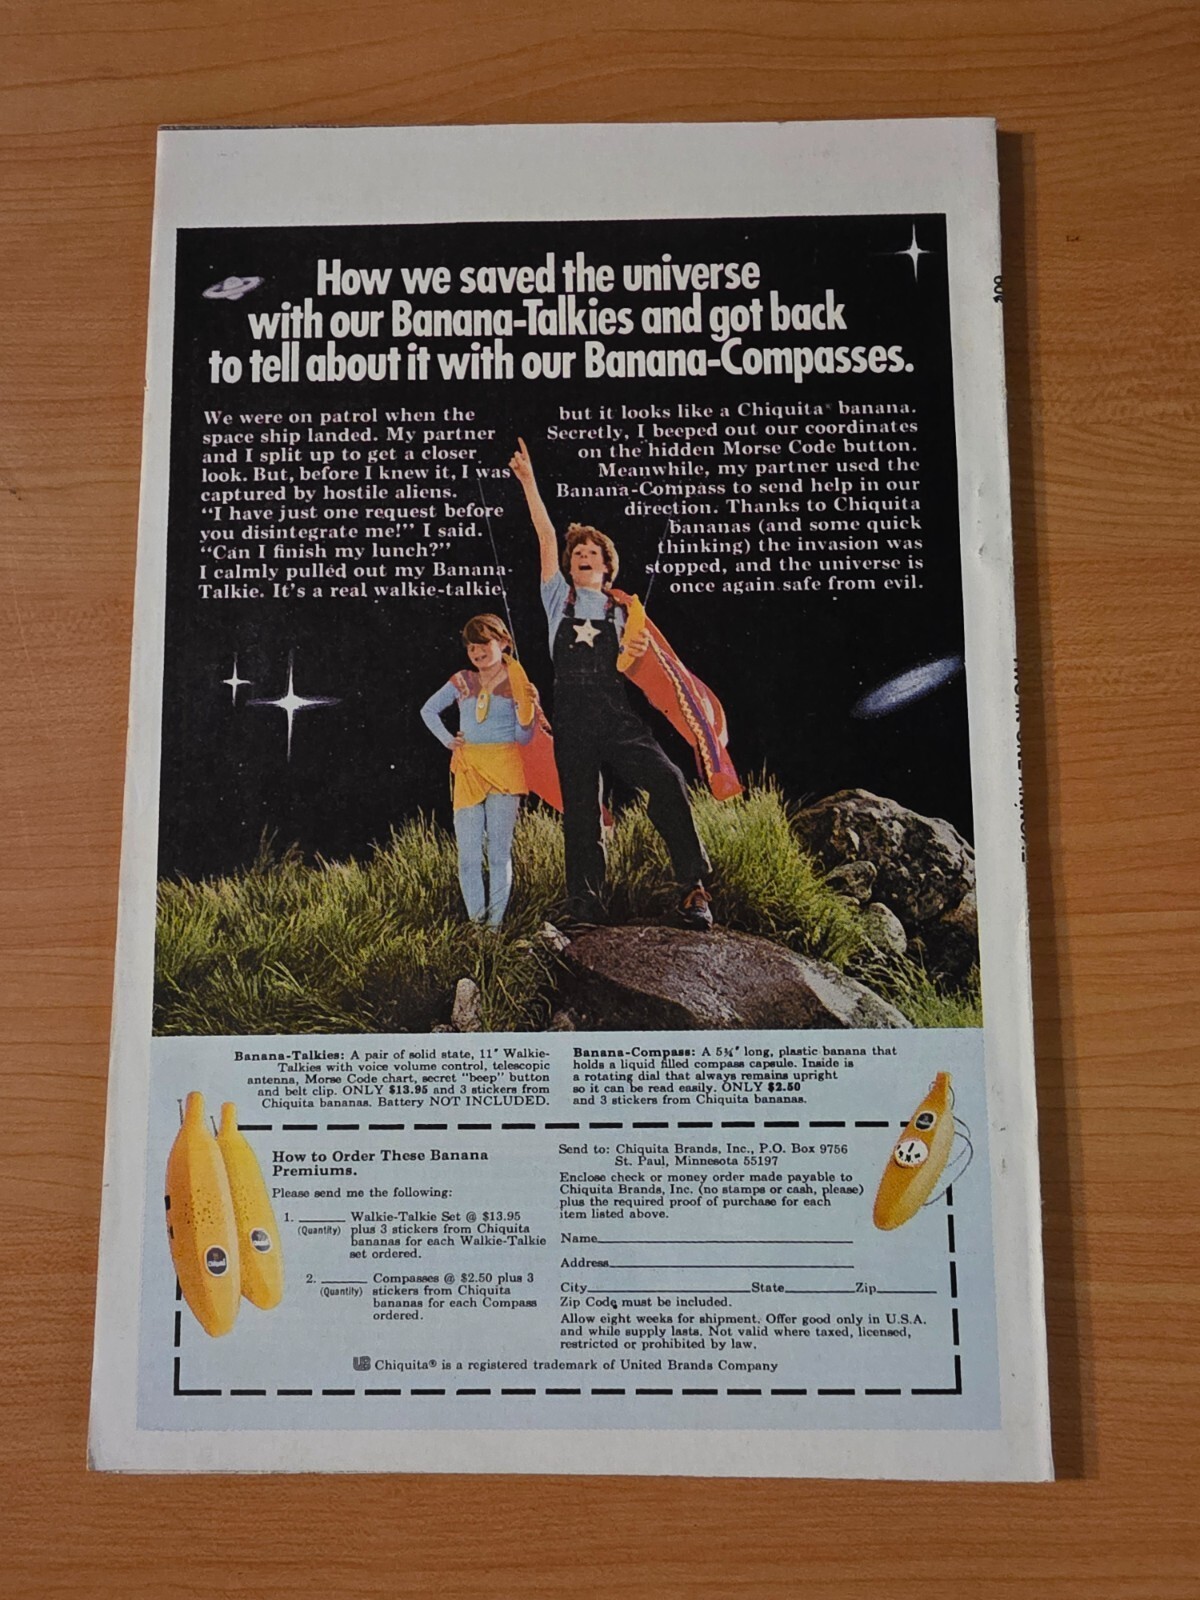 How we saved the universe
with our Banana-Talkies and got back
to tell about it with our Banana-Compasses.
We were on patrol when the
space ship landed. My partner
and I split up to get a closer
look. But, before I knew it, I was
captured by hostile aliens.
"I have just one request before
you disintegrate me!" I said.
"Can I finish my lunch?"
I calmly pulled out my Banana-
Talkie. It's a real walkie-talkie,
but it looks like a Chiquita® banana.
Secretly, I beeped out our coordinates
on the hidden Morse Code button.
Meanwhile, my partner used the
Banana-Compass to send help in our
direction. Thanks to Chiquita
bananas (and some quick
thinking) the invasion was
stopped, and the universe is
once again safe from evil.
Banana-Talkies: A pair of solid state, 11" Walkie-
Talkies with voice volume control, telescopic
antenna, Morse Code chart, secret "beep" button
and belt clip. ONLY $13.95 and 3 stickers from
Chiquita bananas. Battery NOT INCLUDED.
Banana-Compass: A 5¾" long, plastic banana that
holds a liquid filled compass capsule. Inside is
a rotating dial that always remains upright
so it can be read easily. ONLY $2.50
and 3 stickers from Chiquita bananas.
How to Order These Banana
Premiums.
Please send me the following:
1. ______ Walkie-Talkie Set @ $13.95
(Quantity) plus 3 stickers from Chiquita
bananas for each Walkie-Talkie
set ordered.
2. ______ Compasses @ $2.50 plus 3
(Quantity) stickers from Chiquita
bananas for each Compass
ordered.
Send to: Chiquita Brands, Inc., P.O. Box 9756
St. Paul, Minnesota 55197
Enclose check or money order made payable to
Chiquita Brands, Inc. (no stamps or cash, please)
plus the required proof of purchase for each
item listed above.
Name
Address
City State Zip
Zip Code must be included.
Allow eight weeks for shipment. Offer good only in U.S.A.
and while supply lasts. Not valid where taxed, licensed,
restricted or prohibited by law.
Chiquita® is a registered trademark of United Brands Company